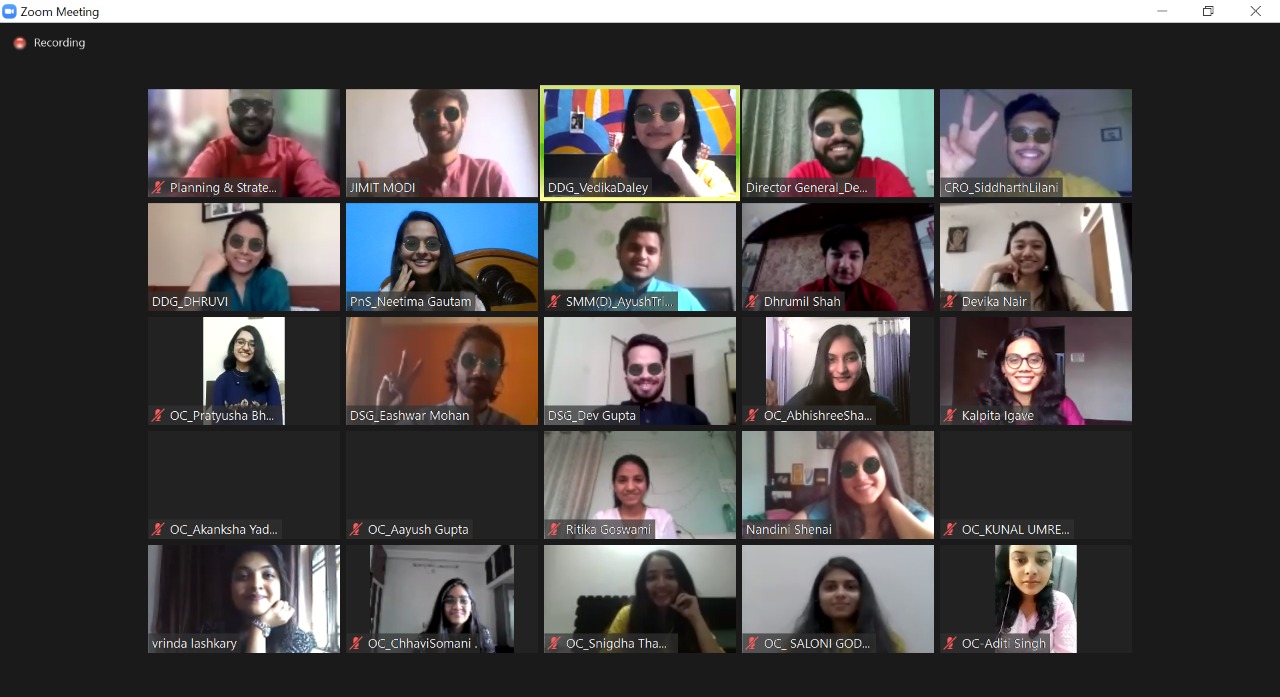 Zoom Meeting
Recording
Planning & Strate...
JIMIT MODI
DDG_VedikaDaley
Director General_De...
CRO_SiddharthLilani
DDG_DHRUVI
PnS_Neetima Gautam
SMM(D)_AyushTri...
Dhrumil Shah
Devika Nair
OC_Pratyusha Bh...
DSG_Eashwar Mohan
DSG_Dev Gupta
OC_AbhishreeSha...
Kalpita Igave
OC_Akanksha Yad...
OC_Aayush Gupta
Ritika Goswami
Nandini Shenai
OC_KUNAL UMRE...
vrinda lashkary
OC_ChhaviSomani .
OC_Snigdha Tha...
OC_ SALONI GOD...
OC-Aditi Singh